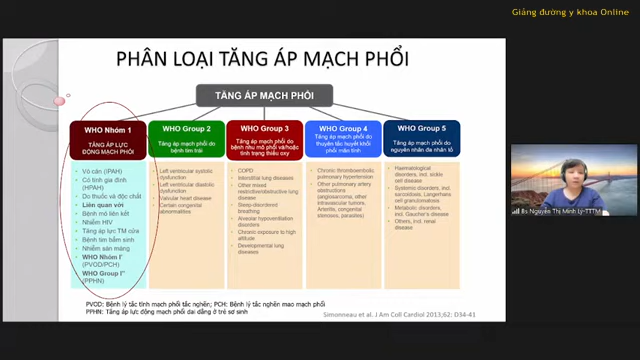 Giảng đường y khoa Online
PHÂN LOẠI TĂNG ÁP MẠCH PHỔI
TĂNG ÁP MẠCH PHỔI
WHO Nhóm 1
TĂNG ÁP LỰC
ĐỘNG MẠCH PHỔI
Vô căn (IPAH)
Có tính gia đình
(HPAH)
Do thuốc và độc chất
Liên quan với:
Bệnh mô liên kết
Nhiễm HIV
Tăng áp lực TM cửa
Bệnh tim bẩm sinh
Nhiễm sán máng
WHO Nhóm I'
(PVOD/PCH)
WHO Group I''
(PPHN)
WHO Group 2
Tăng áp mạch phổi do
bệnh tim trái
Left ventricular systolic
dysfunction
Left ventricular diastolic
dysfunction
Valvular heart disease
Certain congenital
abnormalities
WHO Group 3
Tăng áp mạch phổi do
bệnh nhu mô phổi và/hoặc
tình trạng thiếu oxy
COPD
Interstitial lung diseases
Other mixed
restrictive/obstructive lung
disease
Sleep-disordered
breathing
Alveolar hypoventilation
disorders
Chronic exposure to high
altitude
Developmental lung
diseases
WHO Group 4
Tăng áp mạch phổi do
thuyên tắc huyết khối
phổi mãn tính
Chronic thromboembolic
pulmonary hypertension
Other pulmonary artery
obstructions
(angiosarcoma, other
intravascular tumors,
Arteritis, congenital
stenosis, parasites)
WHO Group 5
Tăng áp mạch phổi do
nguyên nhân đa nhân tố
Haematological
disorders, incl. sickle
cell disease
Systemic disorders, incl.
sarcoidosis, Langerhans
disease
Metabolic disorders,
incl. Gaucher's disease
Others, incl. renal
disease
PVOD: Bệnh lý tắc tĩnh mạch phổi tắc nghẽn; PCH: Bệnh lý tắc nghẽn mao mạch phổi
PPHN: Tăng áp lực động mạch phổi dai dẳng ở trẻ sơ sinh
Simonneau et al. J Am Coll Cardiol 2013;62: D34-41
Bs Nguyễn Thị Minh Lý-TTTM